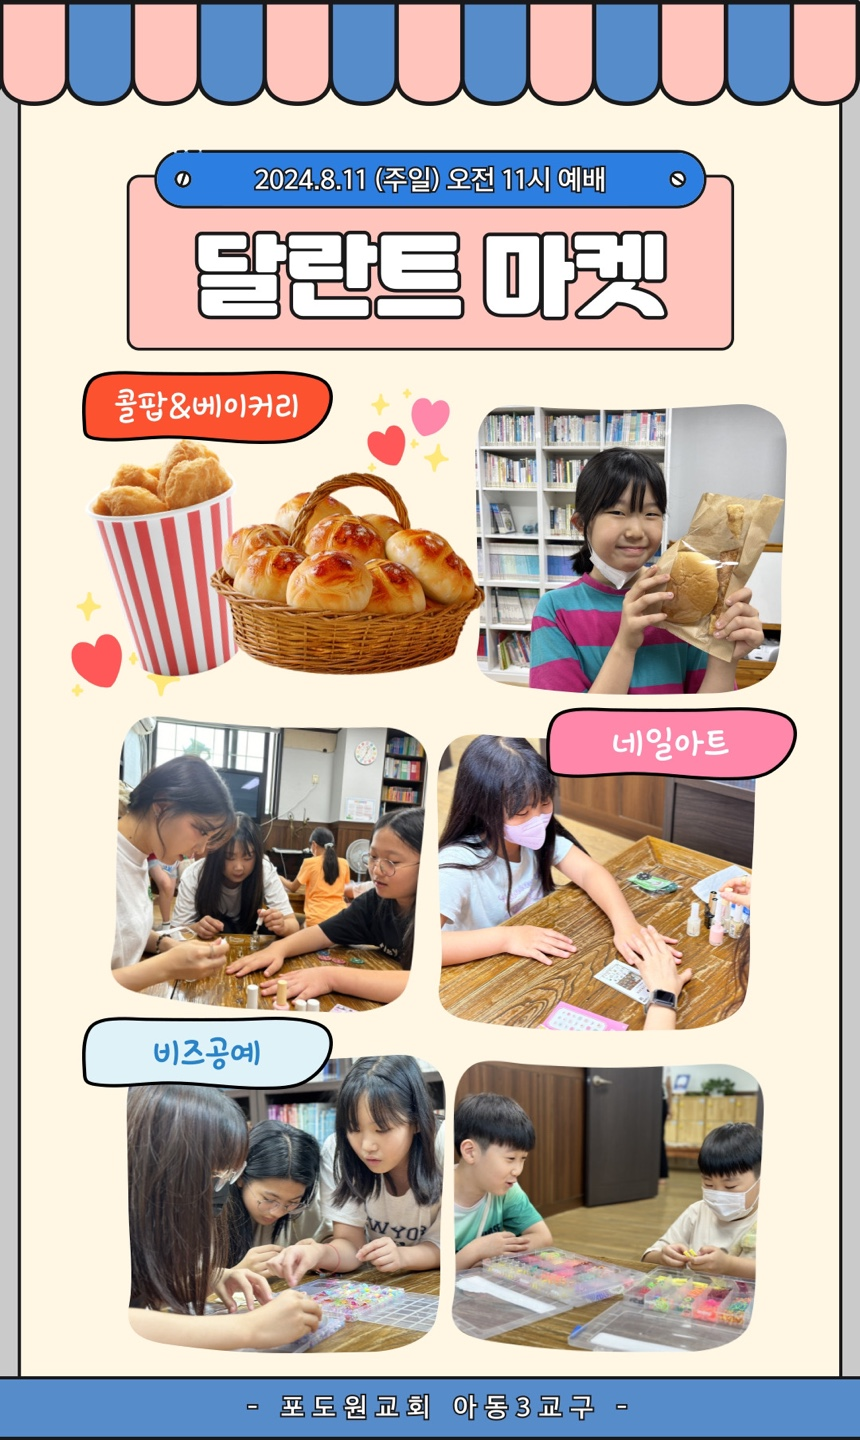 2024.8.11 (주일) 오전 11시 예배
달란트 마켓
콜팝&베이커리
네일아트
비즈공예
- 포도원교회 아동3교구 -